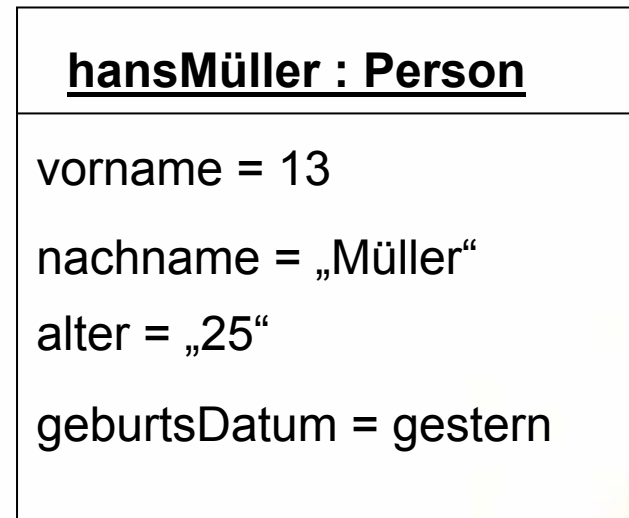 hansMüller : Person
vorname = 13
nachname = „Müller“
alter = „25“
geburtsDatum = gestern